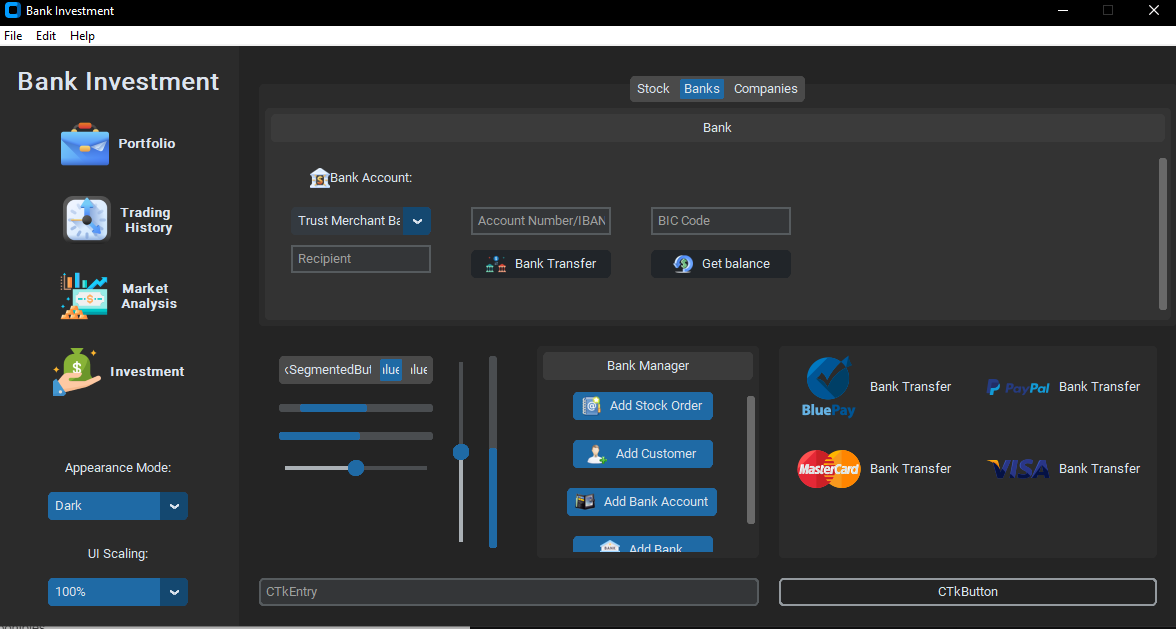 Bank Investment
File Edit Help
Bank Investment
Portfolio
Trading
History
Market
Analysis
Investment
Appearance Mode:
Dark
UI Scaling:
100%
Stock Banks Companies
Bank
Bank Account:
Trust Merchant Ba
Account Number/IBAN
BIC Code
Recipient
Bank Transfer
Get balance
kSegmentedBut
lue
lue
Bank Manager
Add Stock Order
Add Customer
Add Bank Account
Add Bank
BluePay
Bank Transfer
PayPal
Bank Transfer
MasterCard
Bank Transfer
VISA
Bank Transfer
CTkEntry
CTkButton